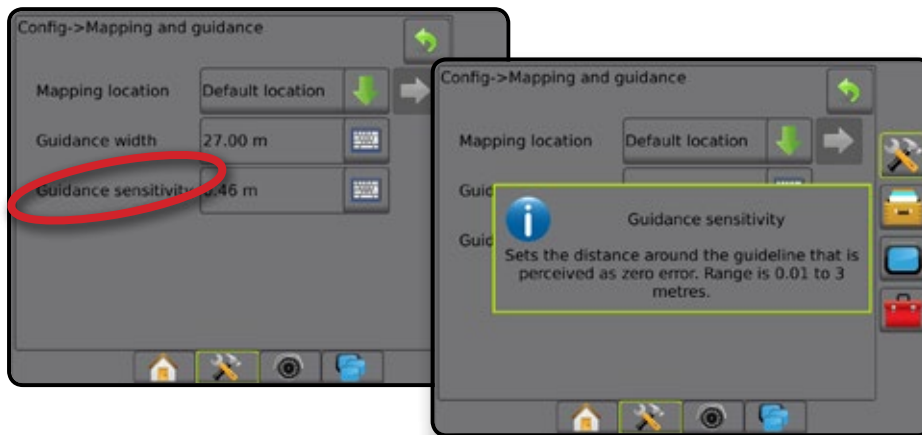 Config->Mapping and guidance
Mapping location Default location
Guidance width 27.00 m
Guidance sensitivity .46 m
Config->Mapping and guidance
Mapping location Default location
Guid
Guid
Guidance sensitivity
Sets the distance around the guideline that is
perceived as zero error. Range is 0.01 to 3
metres.